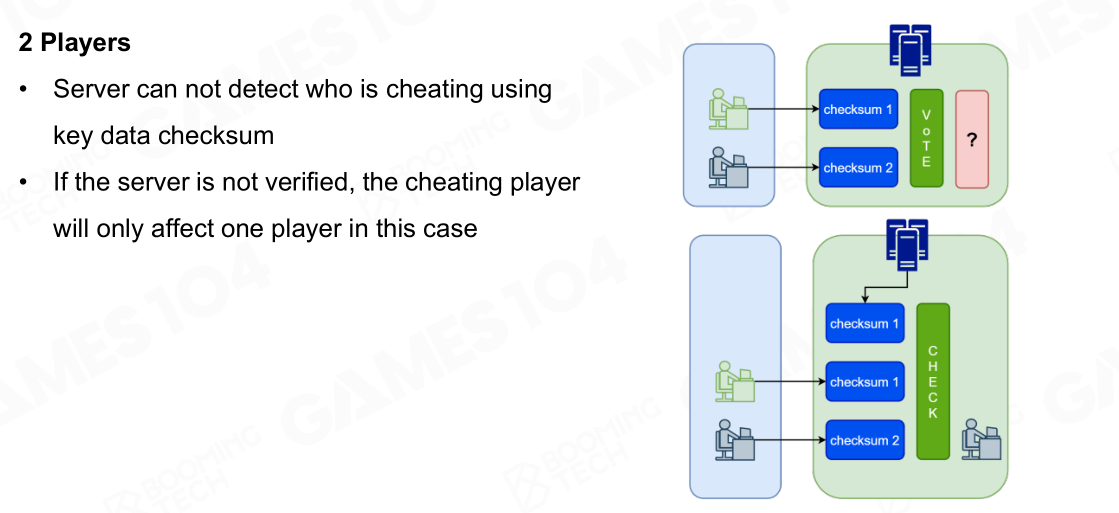 2 Players
• Server can not detect who is cheating using
key data checksum
• If the server is not verified, the cheating player
will only affect one player in this case
checksum 1
checksum 2
VoTE
?
checksum 1
checksum 1
checksum 2
CHECK
GAMES 104
BOOMING
TECH